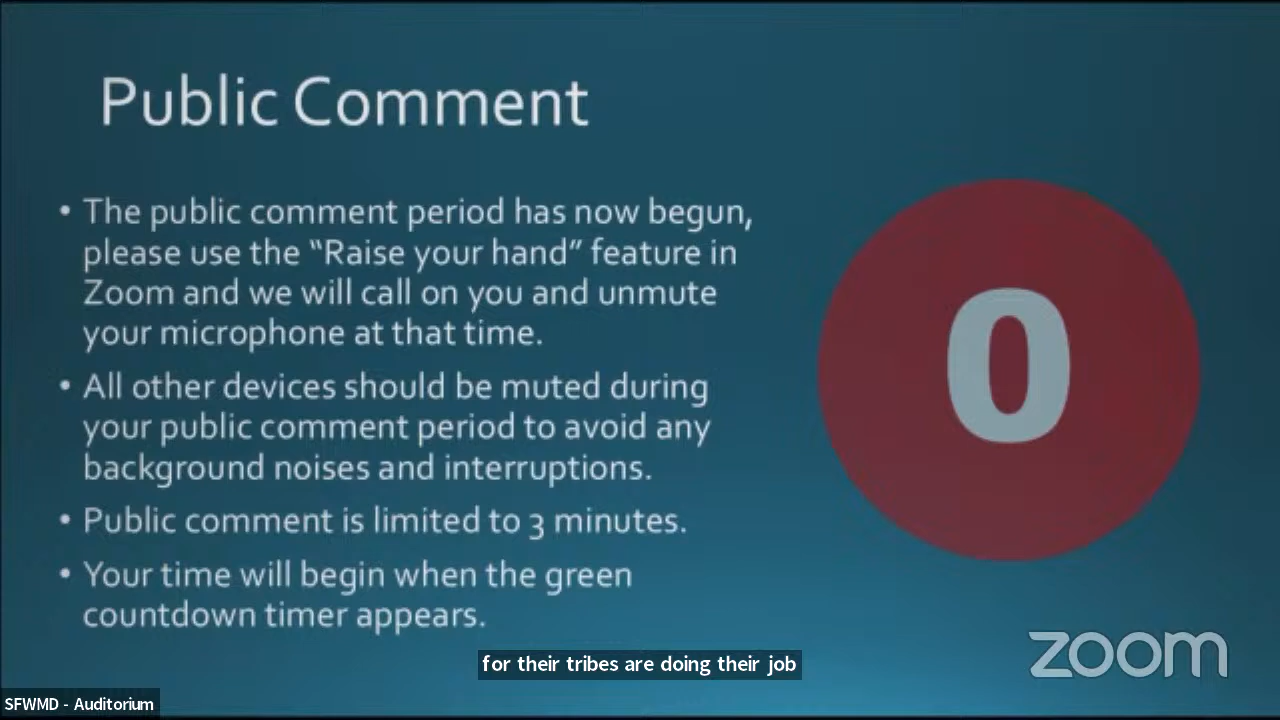 Public Comment
• The public comment period has now begun,
please use the “Raise your hand” feature in
Zoom and we will call on you and unmute
your microphone at that time.
• All other devices should be muted during
your public comment period to avoid any
background noises and interruptions.
• Public comment is limited to 3 minutes.
• Your time will begin when the green
countdown timer appears.
0
for their tribes are doing their job
zoom
SFWMD - Auditorium